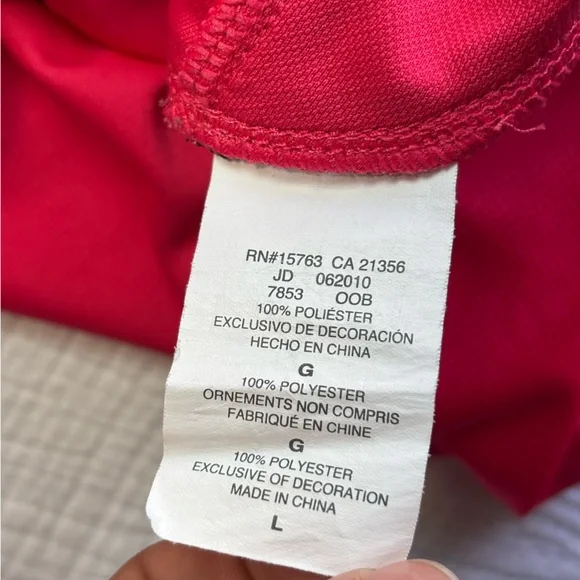 RN#15763 CA 21356
JD 062010
7853 OOB
100% POLIÉSTER
EXCLUSIVO DE DECORACIÓN
HECHO EN CHINA
G
100% POLYESTER
ORNEMENTS NON COMPRIS
FABRIQUÉ EN CHINE
G
100% POLYESTER
EXCLUSIVE OF DECORATION
MADE IN CHINA
L